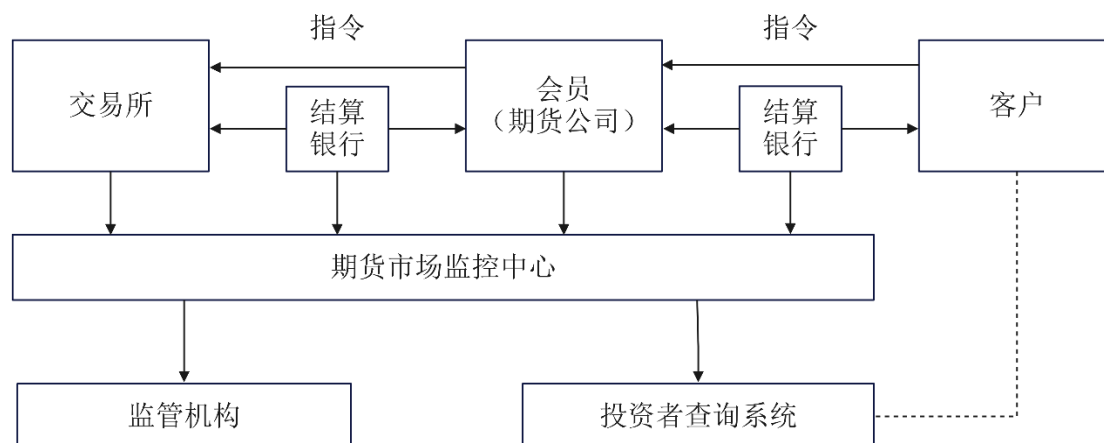 指令
指令
交易所
结算
银行
会员
（期货公司）
结算
银行
客户
期货市场监控中心
监管机构
投资者查询系统